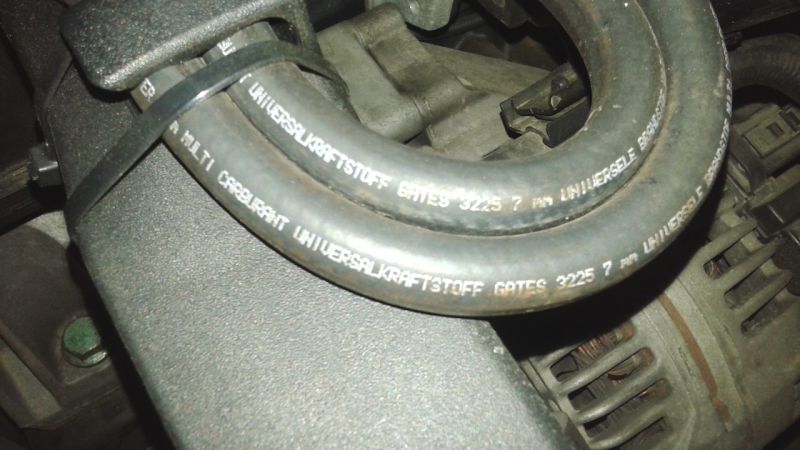 UNIVERSALKRAFTSTOFF GATES 3225 7 mm UNIVERSELE
A MULTI CARBURANT UNIVERSALKRAFTSTOFF GATES 3225 7 mm UNIVERSELE